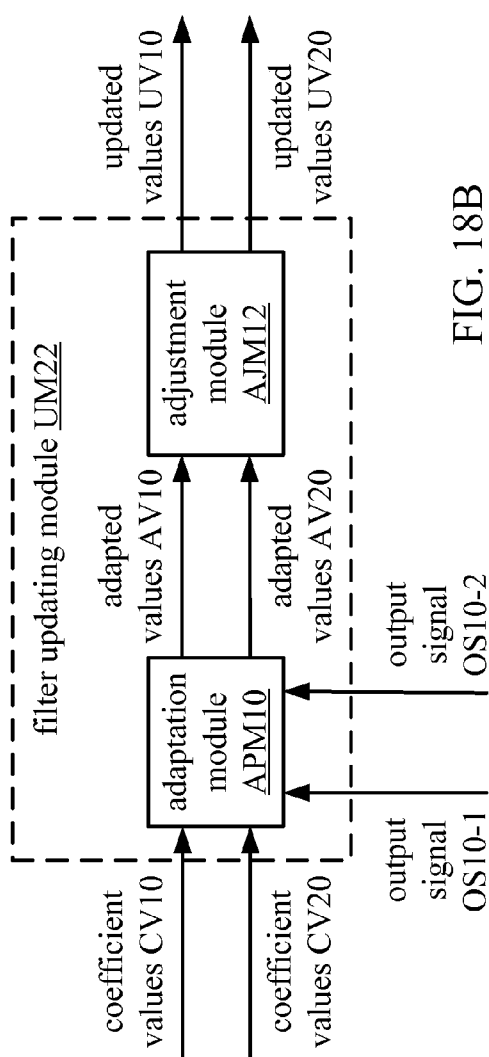 filter updating module UM22
coefficient
values CV10
coefficient
values CV20
adaptation
module
APM10
adapted
values AV10
adapted
values AV20
adjustment
module
AJM12
updated
values UV10
updated
values UV20
output
signal
OS10-1
output
signal
OS10-2
FIG. 18B